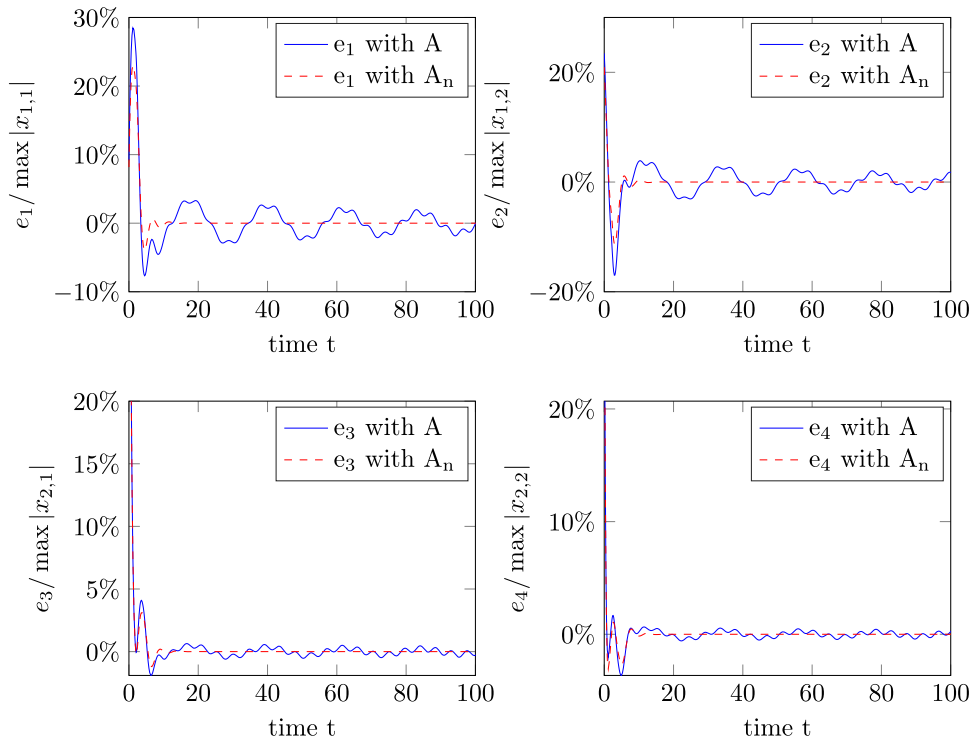 30%
20%
10%
0%
−10%
0 20 40 60 80 100
time t
e₁/ max |x₁,₁|
e₁ with A
e₁ with Aₙ
20%
0%
−20%
0 20 40 60 80 100
time t
e₂/ max |x₁,₂|
e₂ with A
e₂ with Aₙ
20%
15%
10%
5%
0%
0 20 40 60 80 100
time t
e₃/ max |x₂,₁|
e₃ with A
e₃ with Aₙ
20%
10%
0%
0 20 40 60 80 100
time t
e₄/ max |x₂,₂|
e₄ with A
e₄ with Aₙ